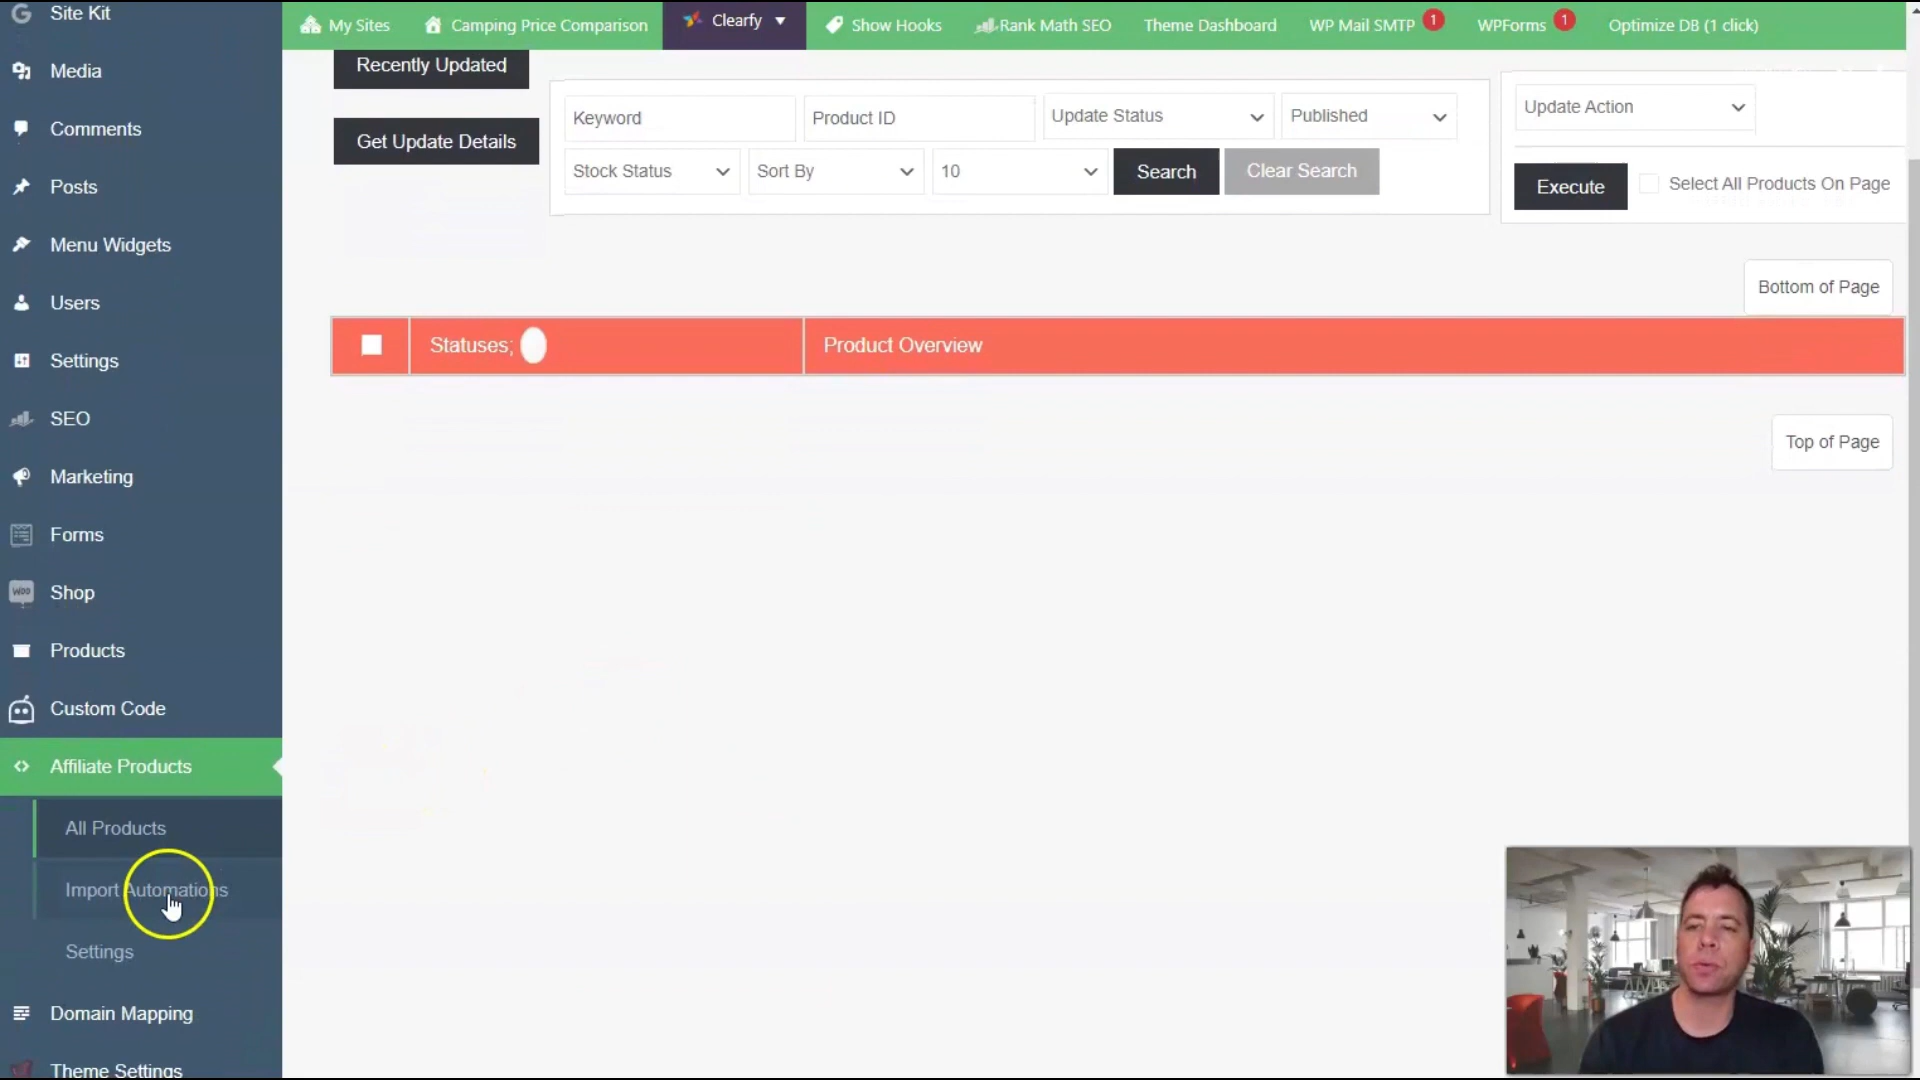 Site Kit
Media
Comments
Posts
Menu Widgets
Users
Settings
SEO
Marketing
Forms
Shop
Products
Custom Code
Affiliate Products
All Products
Import Automations
Settings
Domain Mapping
Theme Settings
My Sites Camping Price Comparison Clearfy Show Hooks Rank Math SEO Theme Dashboard WP Mail SMTP 1 WPForms 1 Optimize DB (1 click)
Recently Updated
Get Update Details
Keyword Product ID Update Status Published
Stock Status Sort By 10 Search Clear Search
Update Action
Execute Select All Products On Page
Bottom of Page
Statuses; Product Overview
Top of Page